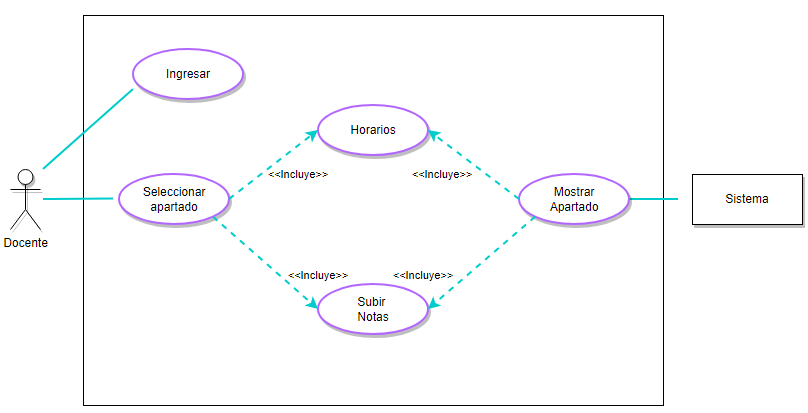 Ingresar
Horarios
<<Incluye>>
<<Incluye>>
Seleccionar
apartado
Mostrar
Apartado
Sistema
Docente
<<Incluye>>
<<Incluye>>
Subir
Notas